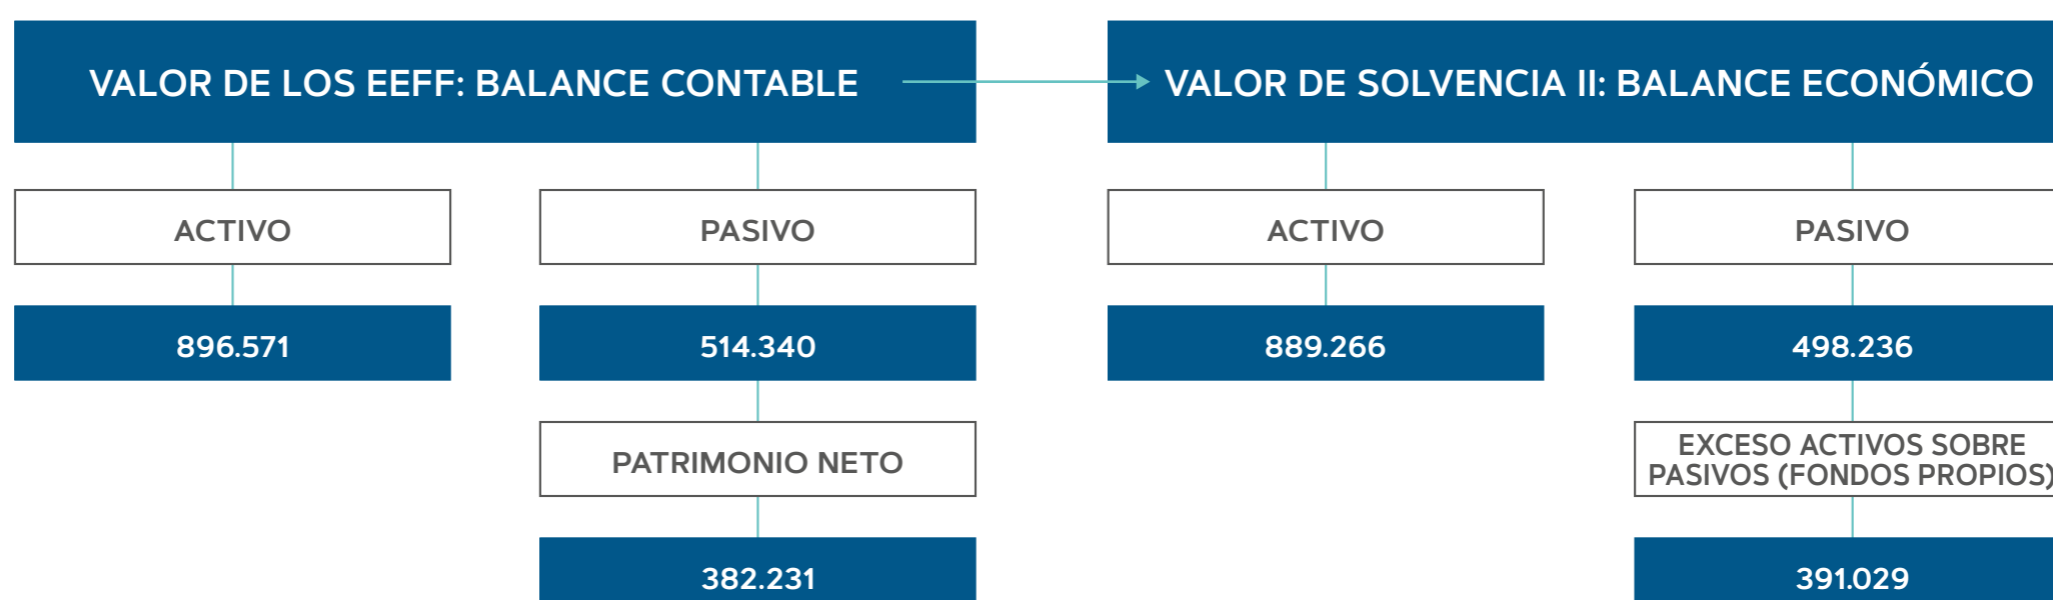 VALOR DE LOS EEFF: BALANCE CONTABLE
ACTIVO
896.571
PASIVO
514.340
PATRIMONIO NETO
382.231
VALOR DE SOLVENCIA II: BALANCE ECONÓMICO
ACTIVO
889.266
PASIVO
498.236
EXCESO ACTIVOS SOBRE
PASIVOS (FONDOS PROPIOS)
391.029